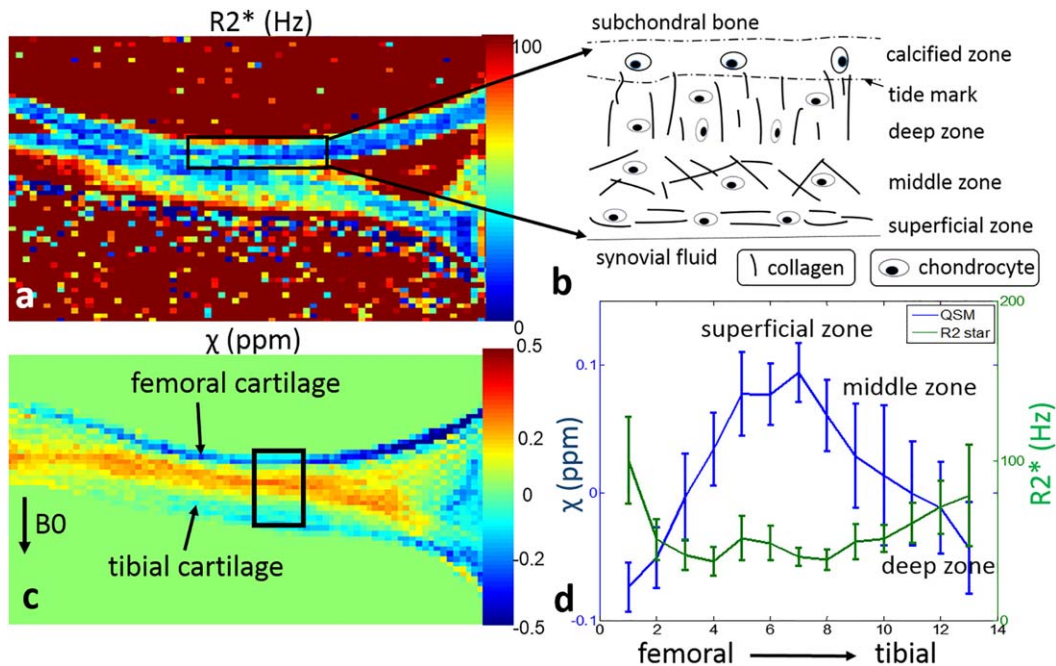 R2* (Hz)
100
0
a
subchondral bone
calcified zone
tide mark
deep zone
middle zone
superficial zone
synovial fluid
collagen
chondrocyte
b
χ (ppm)
0.5
0.2
0
-0.2
-0.5
femoral cartilage
B0
tibial cartilage
c
superficial zone
QSM
R2 star
middle zone
deep zone
χ (ppm)
0.1
0
-0.1
R2* (Hz)
200
100
0
d
0 2 4 6 8 10 12 14
femoral tibial